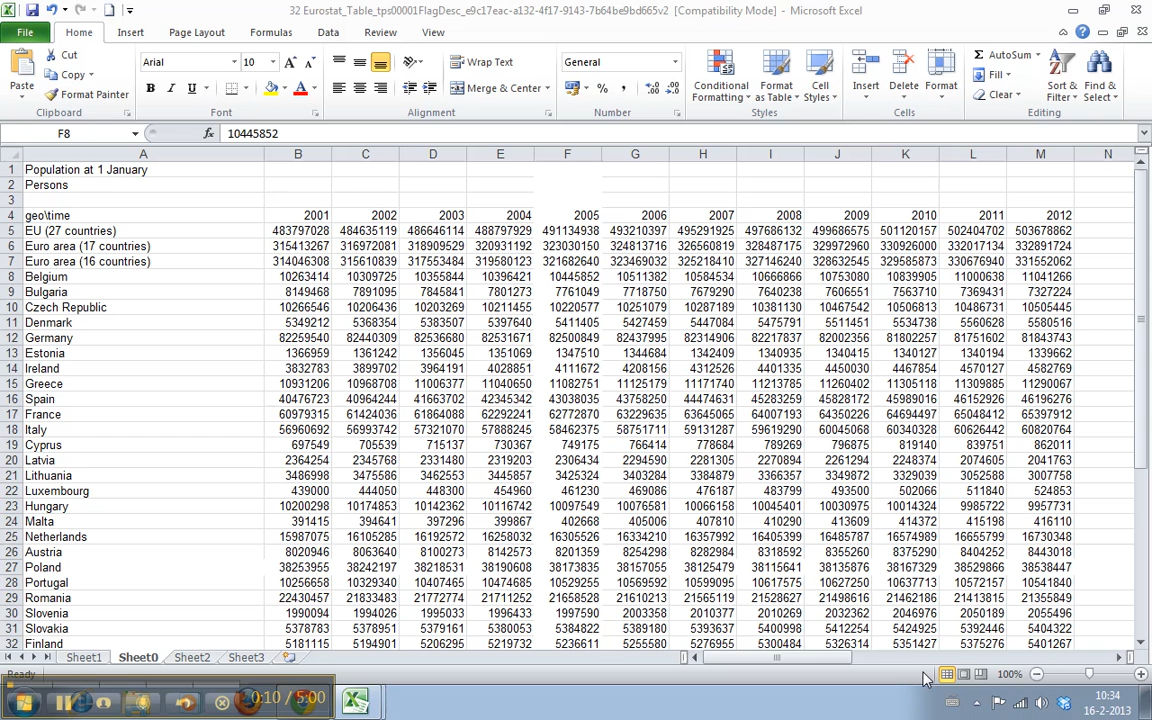 32 Eurostat_Table_tps00001FlagDesc_e9c17eac-a132-4f17-9143-7b64be9bd665v2 [Compatibility Mode] - Microsoft Excel
File Home Insert Page Layout Formulas Data Review View
Cut Arial 10 Wrap Text General AutoSum
Copy Fill
Paste Format Painter Merge & Center Conditional Formatting Format as Table Cell Styles Insert Delete Format Clear Sort & Filter Find & Select
Clipboard Font Alignment Number Styles Cells Editing
F8 fx 10445852
A B C D E F G H I J K L M N
1 Population at 1 January
2 Persons
3
4 geo\time 2001 2002 2003 2004 2005 2006 2007 2008 2009 2010 2011 2012
5 EU (27 countries) 483797028 484635119 486646114 488797929 491134938 493210397 495291925 497686132 499686575 501120157 502404702 503678862
6 Euro area (17 countries) 315413267 316972081 318909529 320931192 323030150 324813716 326560819 328487175 329972960 330926000 332017134 332891724
7 Euro area (16 countries) 314046308 315610839 317553484 319580123 321682640 323469032 325218410 327146240 328632545 329585873 330676940 331552062
8 Belgium 10263414 10309725 10355844 10396421 10445852 10511382 10584534 10666866 10753080 10839905 11000638 11041266
9 Bulgaria 8149468 7891095 7845841 7801273 7761049 7718750 7679290 7640238 7606551 7563710 7369431 7327224
10 Czech Republic 10266546 10206436 10203269 10211455 10220577 10251079 10287189 10381130 10467542 10506813 10486731 10505445
11 Denmark 5349212 5368354 5383507 5397640 5411405 5427459 5447084 5475791 5511451 5534738 5560628 5580516
12 Germany 82259540 82440309 82536680 82531671 82500849 82437995 82314906 82217837 82002356 81802257 81751602 81843743
13 Estonia 1366959 1361242 1356045 1351069 1347510 1344684 1342409 1340935 1340415 1340127 1340194 1339662
14 Ireland 3832783 3899702 3964191 4028851 4111672 4208156 4312526 4401335 4450030 4467854 4570127 4582769
15 Greece 10931206 10968708 11006377 11040650 11082751 11125179 11171740 11213785 11260402 11305118 11309885 11290067
16 Spain 40476723 40964244 41663702 42345342 43038035 43758250 44474631 45283259 45828172 45989016 46152926 46196276
17 France 60979315 61424036 61864088 62292241 62772870 63229635 63645065 64007193 64350226 64694497 65048412 65397912
18 Italy 56960692 56993742 57321070 57888245 58462375 58751711 59131287 59619290 60045068 60340328 60626442 60820764
19 Cyprus 697549 705539 715137 730367 749175 766414 778684 789269 796875 819140 839751 862011
20 Latvia 2364254 2345768 2331480 2319203 2306434 2294590 2281305 2270894 2261294 2248374 2074605 2041763
21 Lithuania 3486998 3475586 3462553 3445857 3425324 3403284 3384879 3366357 3349872 3329039 3052588 3007758
22 Luxembourg 439000 444050 448300 454960 461230 469086 476187 483799 493500 502066 511840 524853
23 Hungary 10200298 10174853 10142362 10116742 10097549 10076581 10066158 10045401 10030975 10014324 9985722 9957731
24 Malta 391415 394641 397296 399867 402668 405006 407810 410290 413609 414372 415198 416110
25 Netherlands 15987075 16105285 16192572 16258032 16305526 16334210 16357992 16405399 16485787 16574989 16655799 16730348
26 Austria 8020946 8063640 8100273 8142573 8201359 8254298 8282984 8318592 8355260 8375290 8404252 8443018
27 Poland 38253955 38242197 38218531 38190608 38173835 38157055 38125479 38115641 38135876 38167329 38529866 38538447
28 Portugal 10256658 10329340 10407465 10474685 10529255 10569592 10599095 10617575 10627250 10637713 10572157 10541840
29 Romania 22430457 21833483 21772774 21711252 21658528 21610213 21565119 21528627 21498616 21462186 21413815 21355849
30 Slovenia 1990094 1994026 1995033 1996433 1997590 2003358 2010377 2010269 2032362 2046976 2050189 2055496
31 Slovakia 5378783 5378951 5379161 5380053 5384822 5389180 5393637 5400998 5412254 5424925 5392446 5404322
32 Finland 5181115 5194901 5206295 5219732 5236611 5255580 5276955 5300484 5326314 5351427 5375276 5401267
Sheet1 Sheet0 Sheet2 Sheet3
Ready 100%
0:10 / 5:00 10:34
16-2-2013